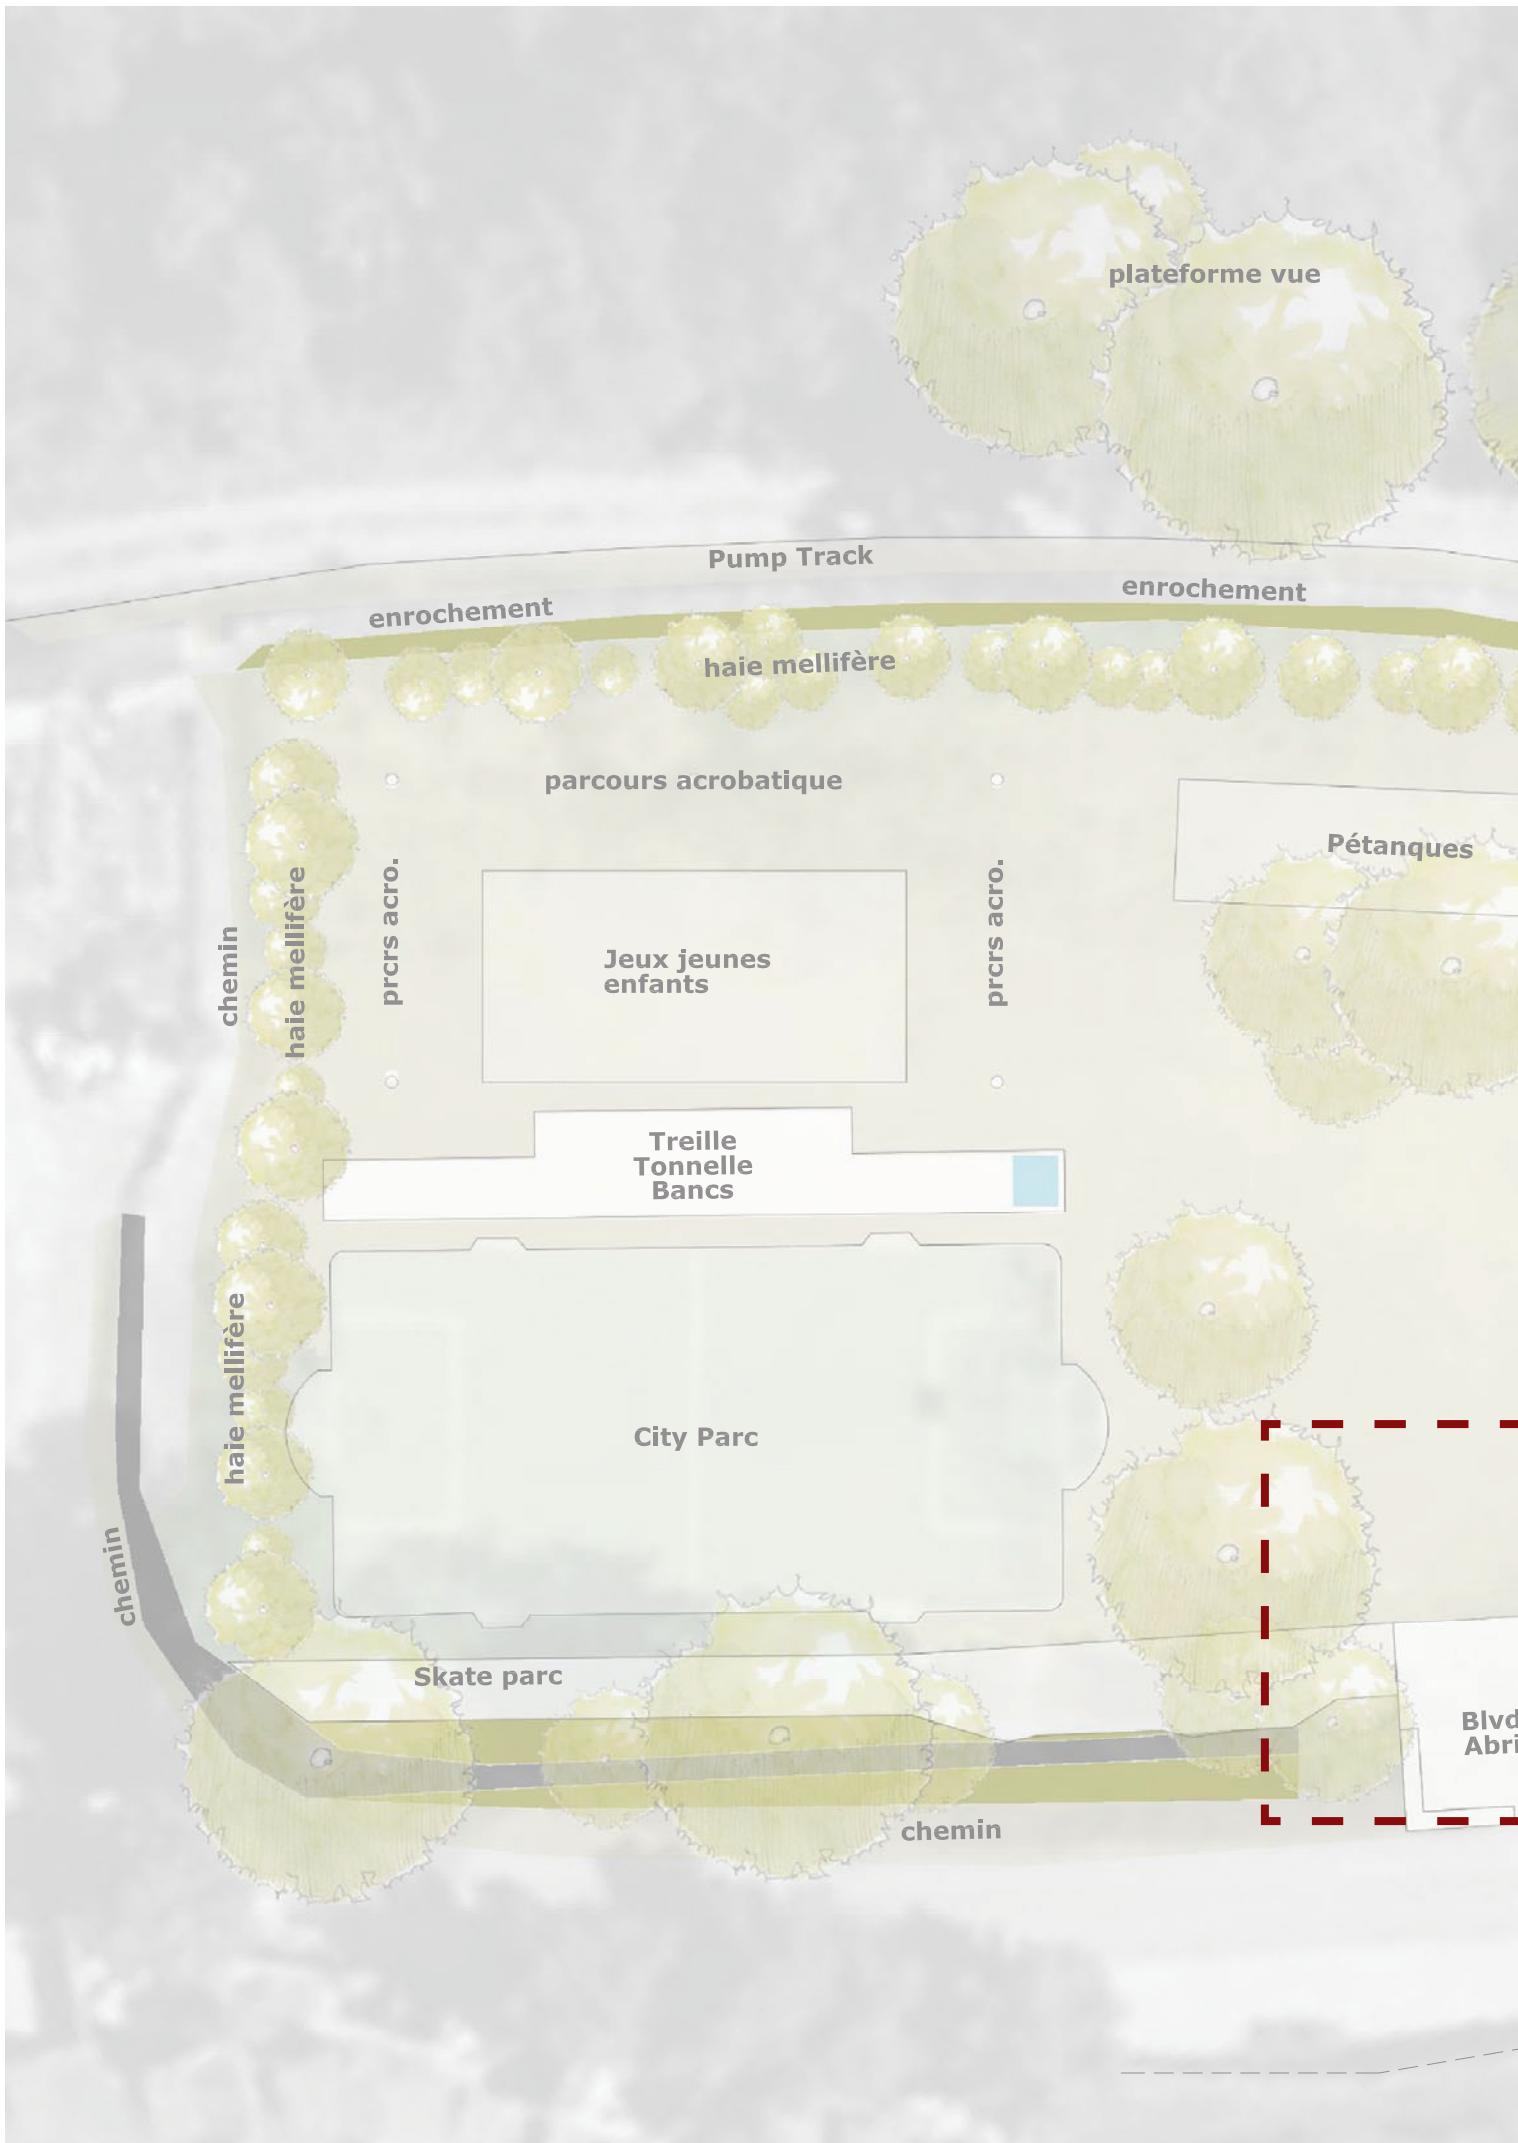 plateforme vue
Pump Track
enrochement
enrochement
haie mellifère
parcours acrobatique
Pétanques
prcrs acro.
prcrs acro.
haie mellifère
chemin
Jeux jeunes
enfants
Treille
Tonnelle
Bancs
haie mellifère
City Parc
chemin
Skate parc
Blvd
Abri
chemin